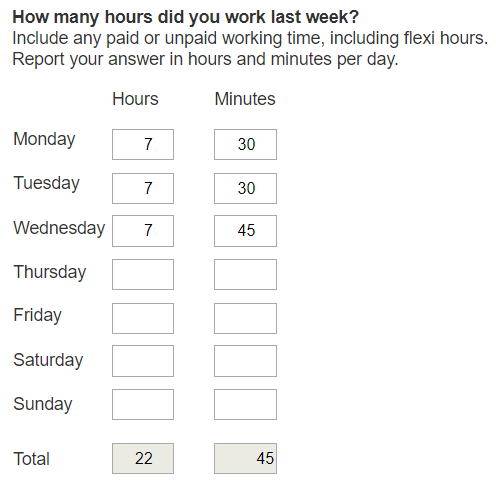 How many hours did you work last week?
Include any paid or unpaid working time, including flexi hours.
Report your answer in hours and minutes per day.
Hours Minutes
Monday 7 30
Tuesday 7 30
Wednesday 7 45
Thursday
Friday
Saturday
Sunday
Total 22 45